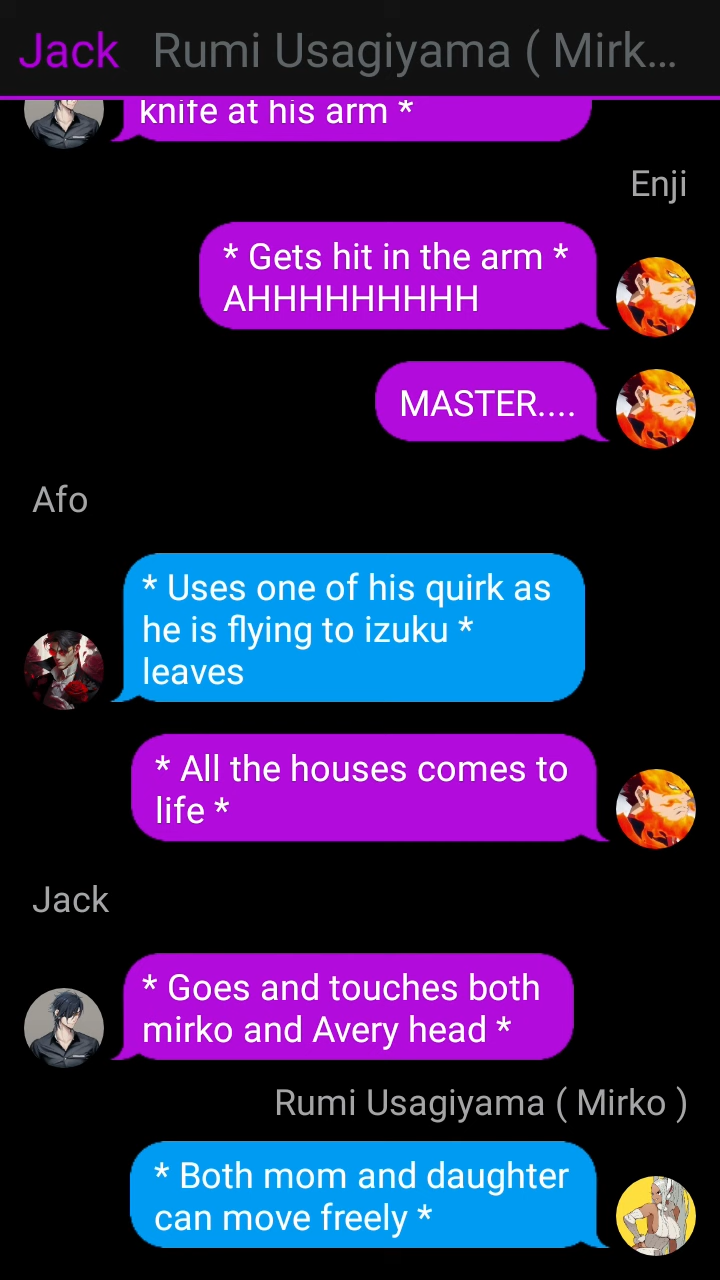 Jack Rumi Usagiyama ( Mirk...
knife at his arm *
Enji
* Gets hit in the arm *
AHHHHHHHHH
MASTER....
Afo
* Uses one of his quirk as
he is flying to izuku *
leaves
* All the houses comes to
life *
Jack
* Goes and touches both
mirko and Avery head *
Rumi Usagiyama ( Mirko )
* Both mom and daughter
can move freely *